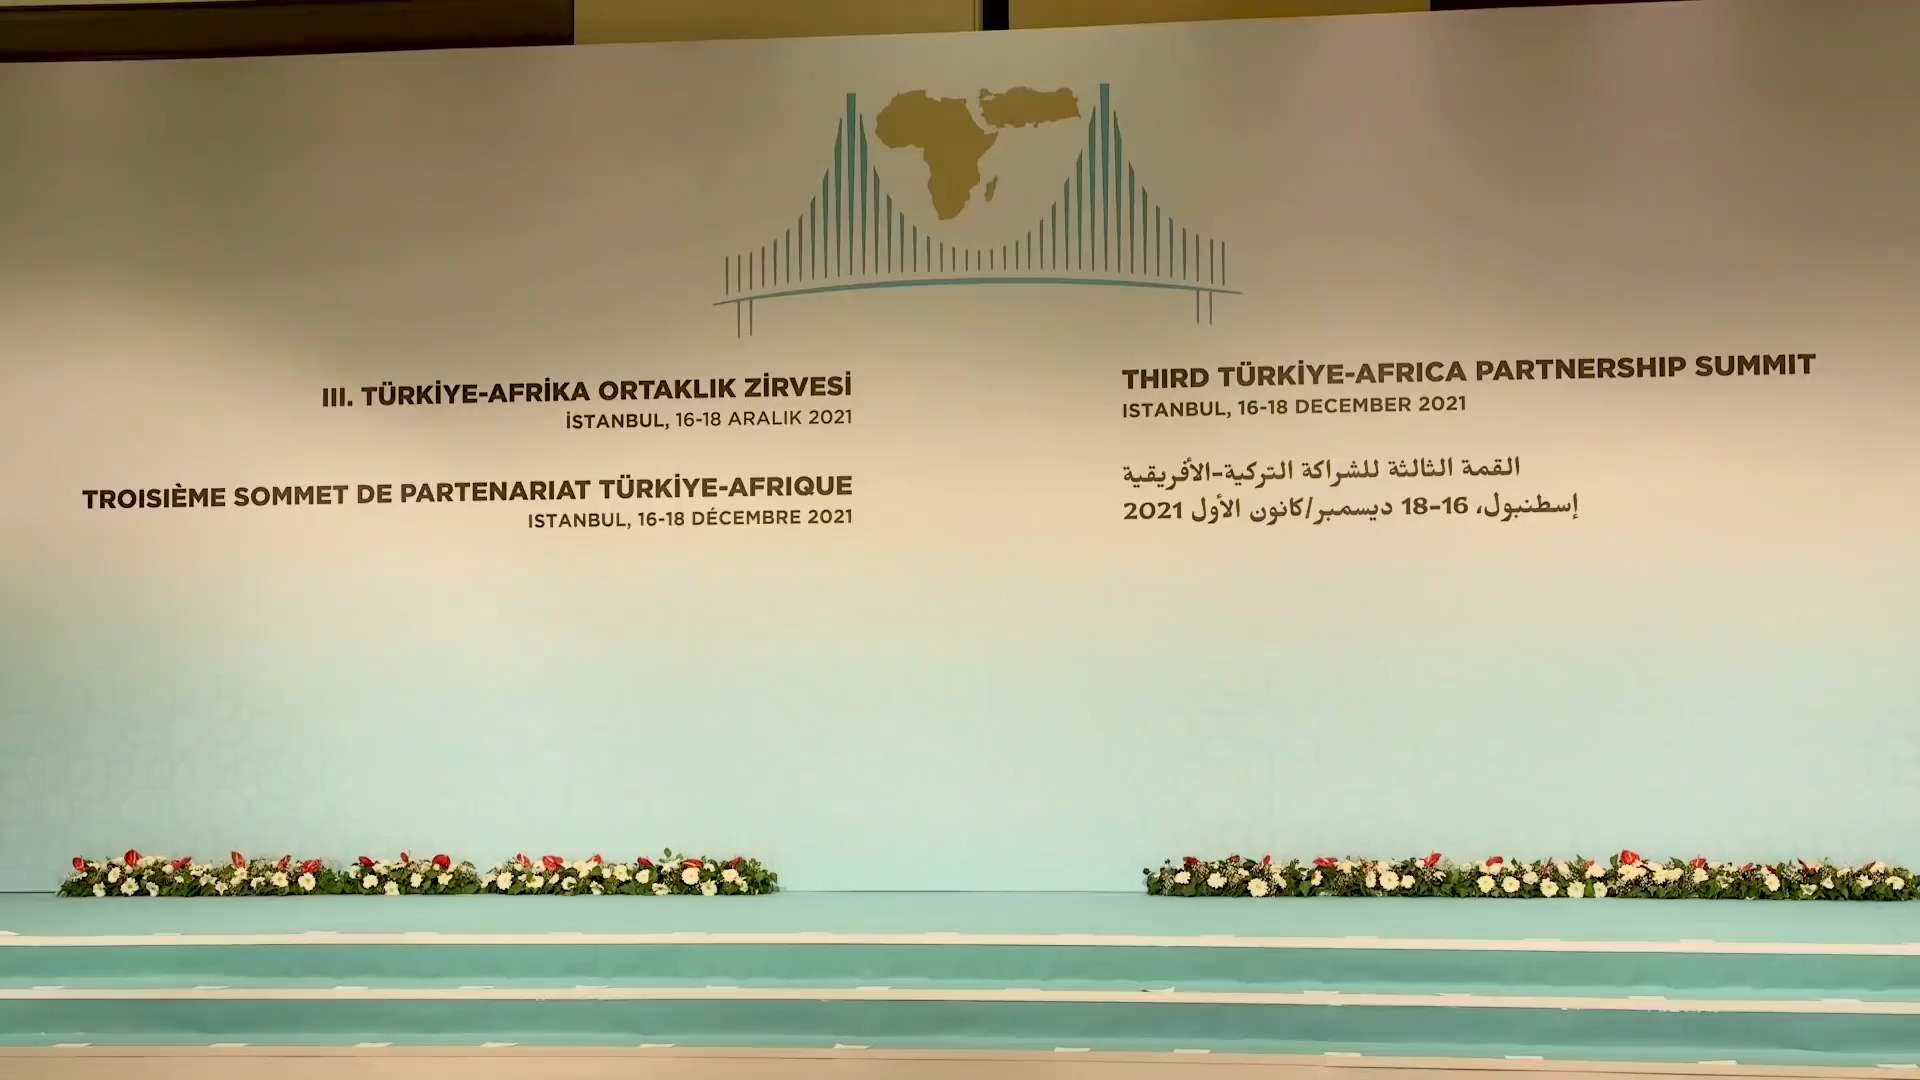 III. TÜRKİYE-AFRİKA ORTAKLIK ZİRVESİ
İSTANBUL, 16-18 ARALIK 2021
TROISIÈME SOMMET DE PARTENARIAT TÜRKİYE-AFRIQUE
ISTANBUL, 16-18 DÉCEMBRE 2021
THIRD TÜRKİYE-AFRICA PARTNERSHIP SUMMIT
ISTANBUL, 16-18 DECEMBER 2021
القمة الثالثة للشراكة التركية-الأفريقية
إسطنبول، 16-18 ديسمبر/كانون الأول 2021